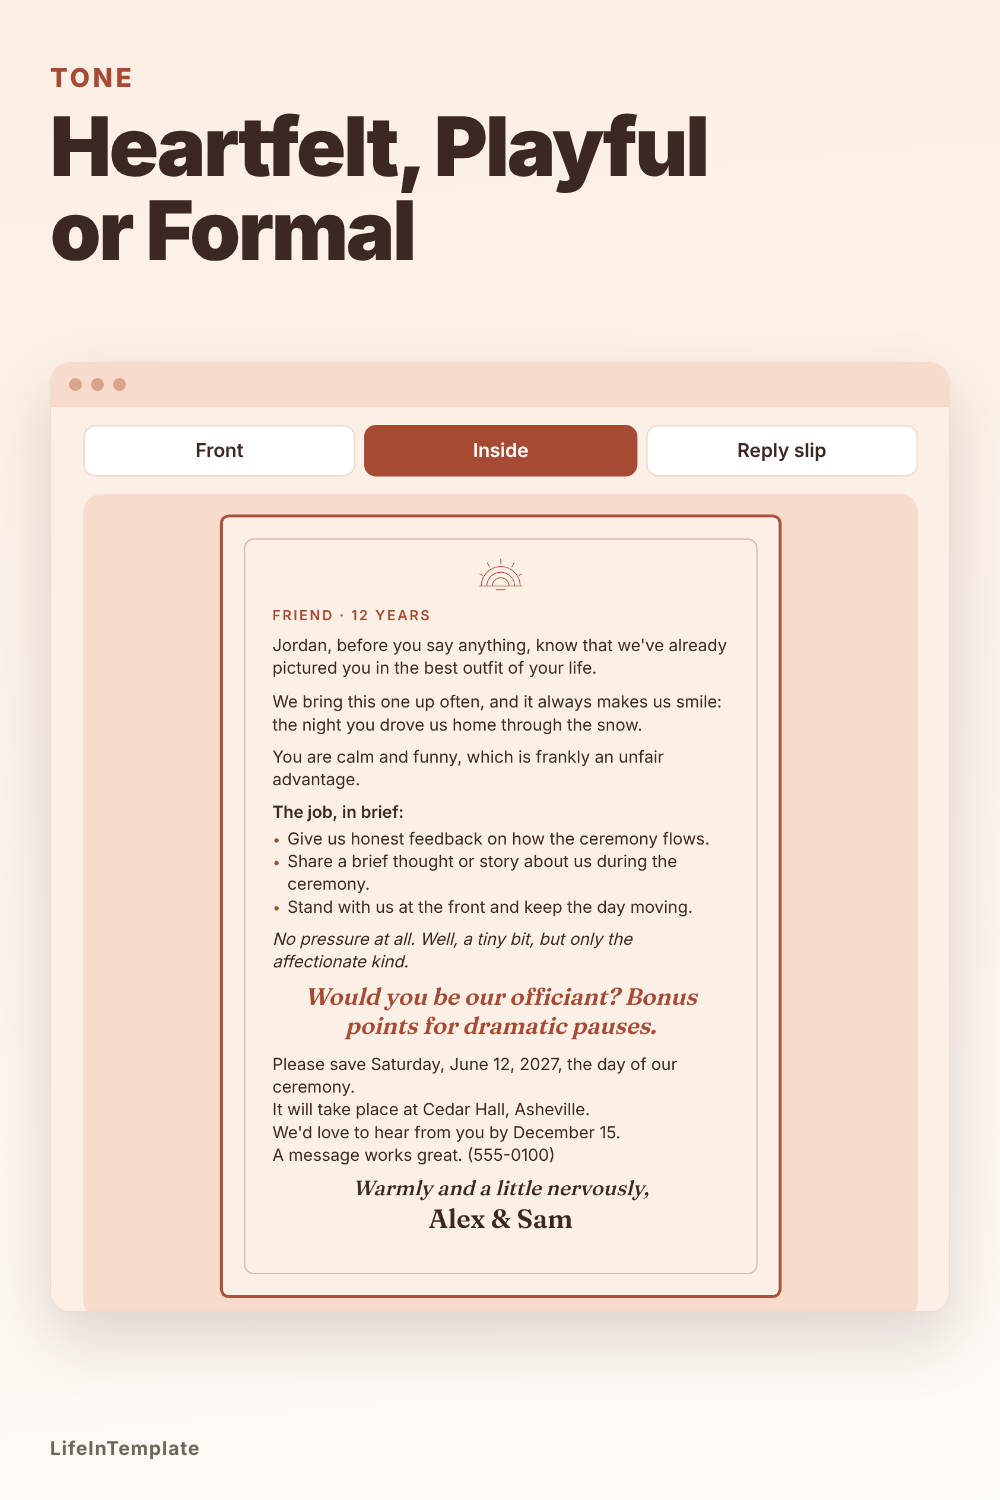 TONE
Heartfelt, Playful
or Formal
Front
Inside
Reply slip
FRIEND · 12 YEARS
Jordan, before you say anything, know that we've already
pictured you in the best outfit of your life.
We bring this one up often, and it always makes us smile:
the night you drove us home through the snow.
You are calm and funny, which is frankly an unfair
advantage.
The job, in brief:
• Give us honest feedback on how the ceremony flows.
• Share a brief thought or story about us during the
ceremony.
• Stand with us at the front and keep the day moving.
No pressure at all. Well, a tiny bit, but only the
affectionate kind.
Would you be our officiant? Bonus
points for dramatic pauses.
Please save Saturday, June 12, 2027, the day of our
ceremony.
It will take place at Cedar Hall, Asheville.
We'd love to hear from you by December 15.
A message works great. (555-0100)
Warmly and a little nervously,
Alex & Sam
LifeInTemplate